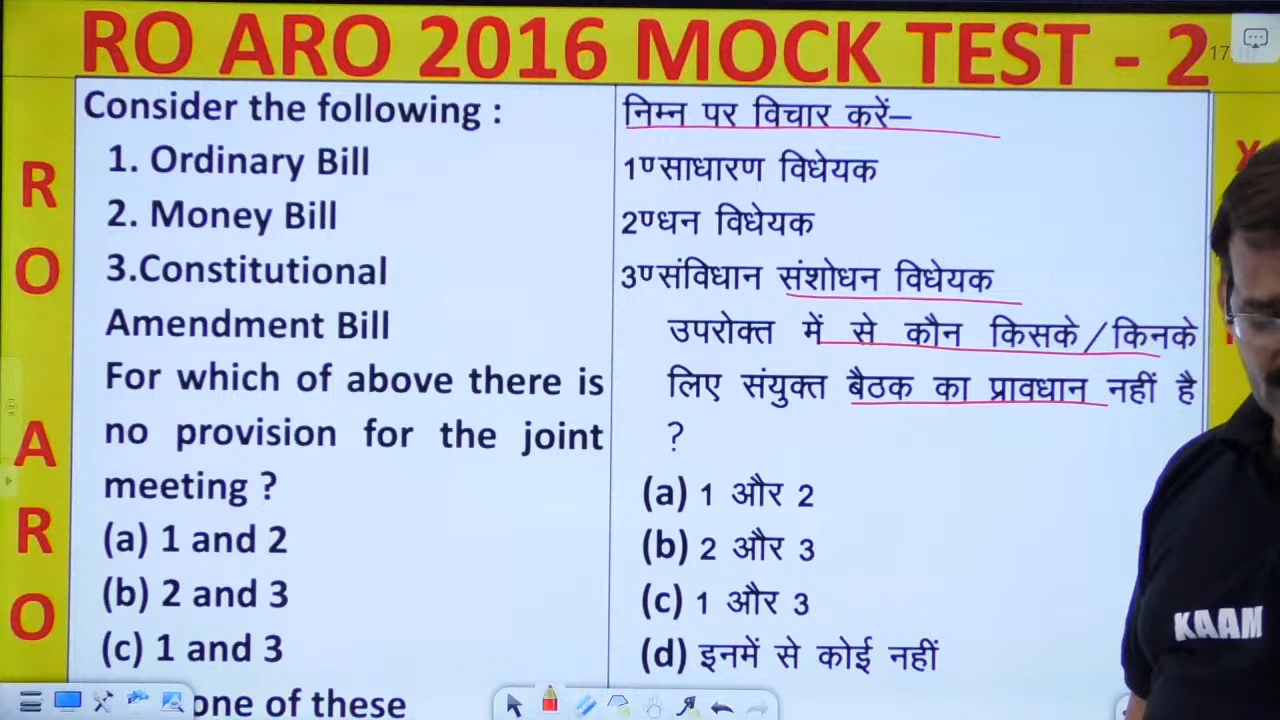 RO ARO 2016 MOCK TEST - 2
R
O
A
R
O
Consider the following :
1. Ordinary Bill
2. Money Bill
3.Constitutional
Amendment Bill
For which of above there is
no provision for the joint
meeting ?
(a) 1 and 2
(b) 2 and 3
(c) 1 and 3
one of these
निम्न पर विचार करें–
1ण्साधारण विधेयक
2ण्धन विधेयक
3ण्संविधान संशोधन विधेयक
उपरोक्त में से कौन किसके/किनके
लिए संयुक्त बैठक का प्रावधान नहीं है
?
(a) 1 और 2
(b) 2 और 3
(c) 1 और 3
(d) इनमें से कोई नहीं
KAAM